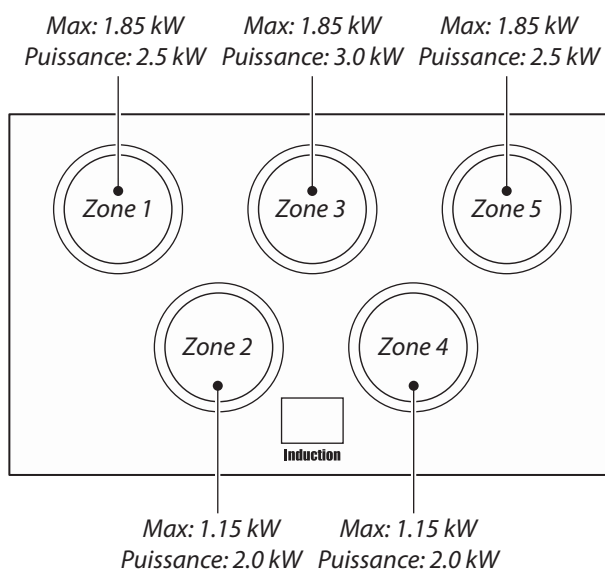 Max: 1.85 kW
Puissance: 2.5 kW
Max: 1.85 kW
Puissance: 3.0 kW
Max: 1.85 kW
Puissance: 2.5 kW
Zone 1
Zone 3
Zone 5
Zone 2
Zone 4
Induction
Max: 1.15 kW
Puissance: 2.0 kW
Max: 1.15 kW
Puissance: 2.0 kW